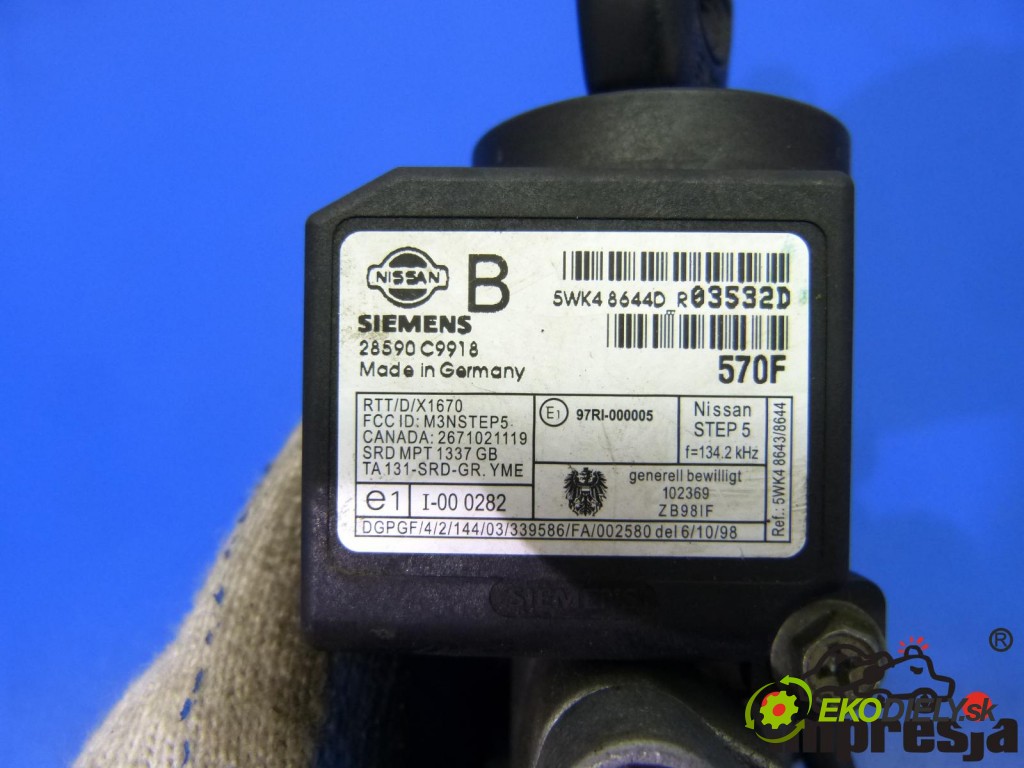 NISSAN
B
5WK4 8644D R03532D
SIEMENS
28590 C9918
570F
Made in Germany
RTT/D/X1670
FCC ID: M3NSTEP5
CANADA: 2671021119
SRD MPT 1337 GB
TA 131-SRD-GR. YME
E1 97RI-000005
Nissan
STEP 5
f=134.2 kHz
generell bewilligt
102369
ZB98IF
e1 I-00 0282
DGPGF/4/2/144/03/339586/FA/002580 del 6/10/98
Ref.: 5WK4 8643/8644
SIEMENS
®
EKODIELY.sk
mpresja